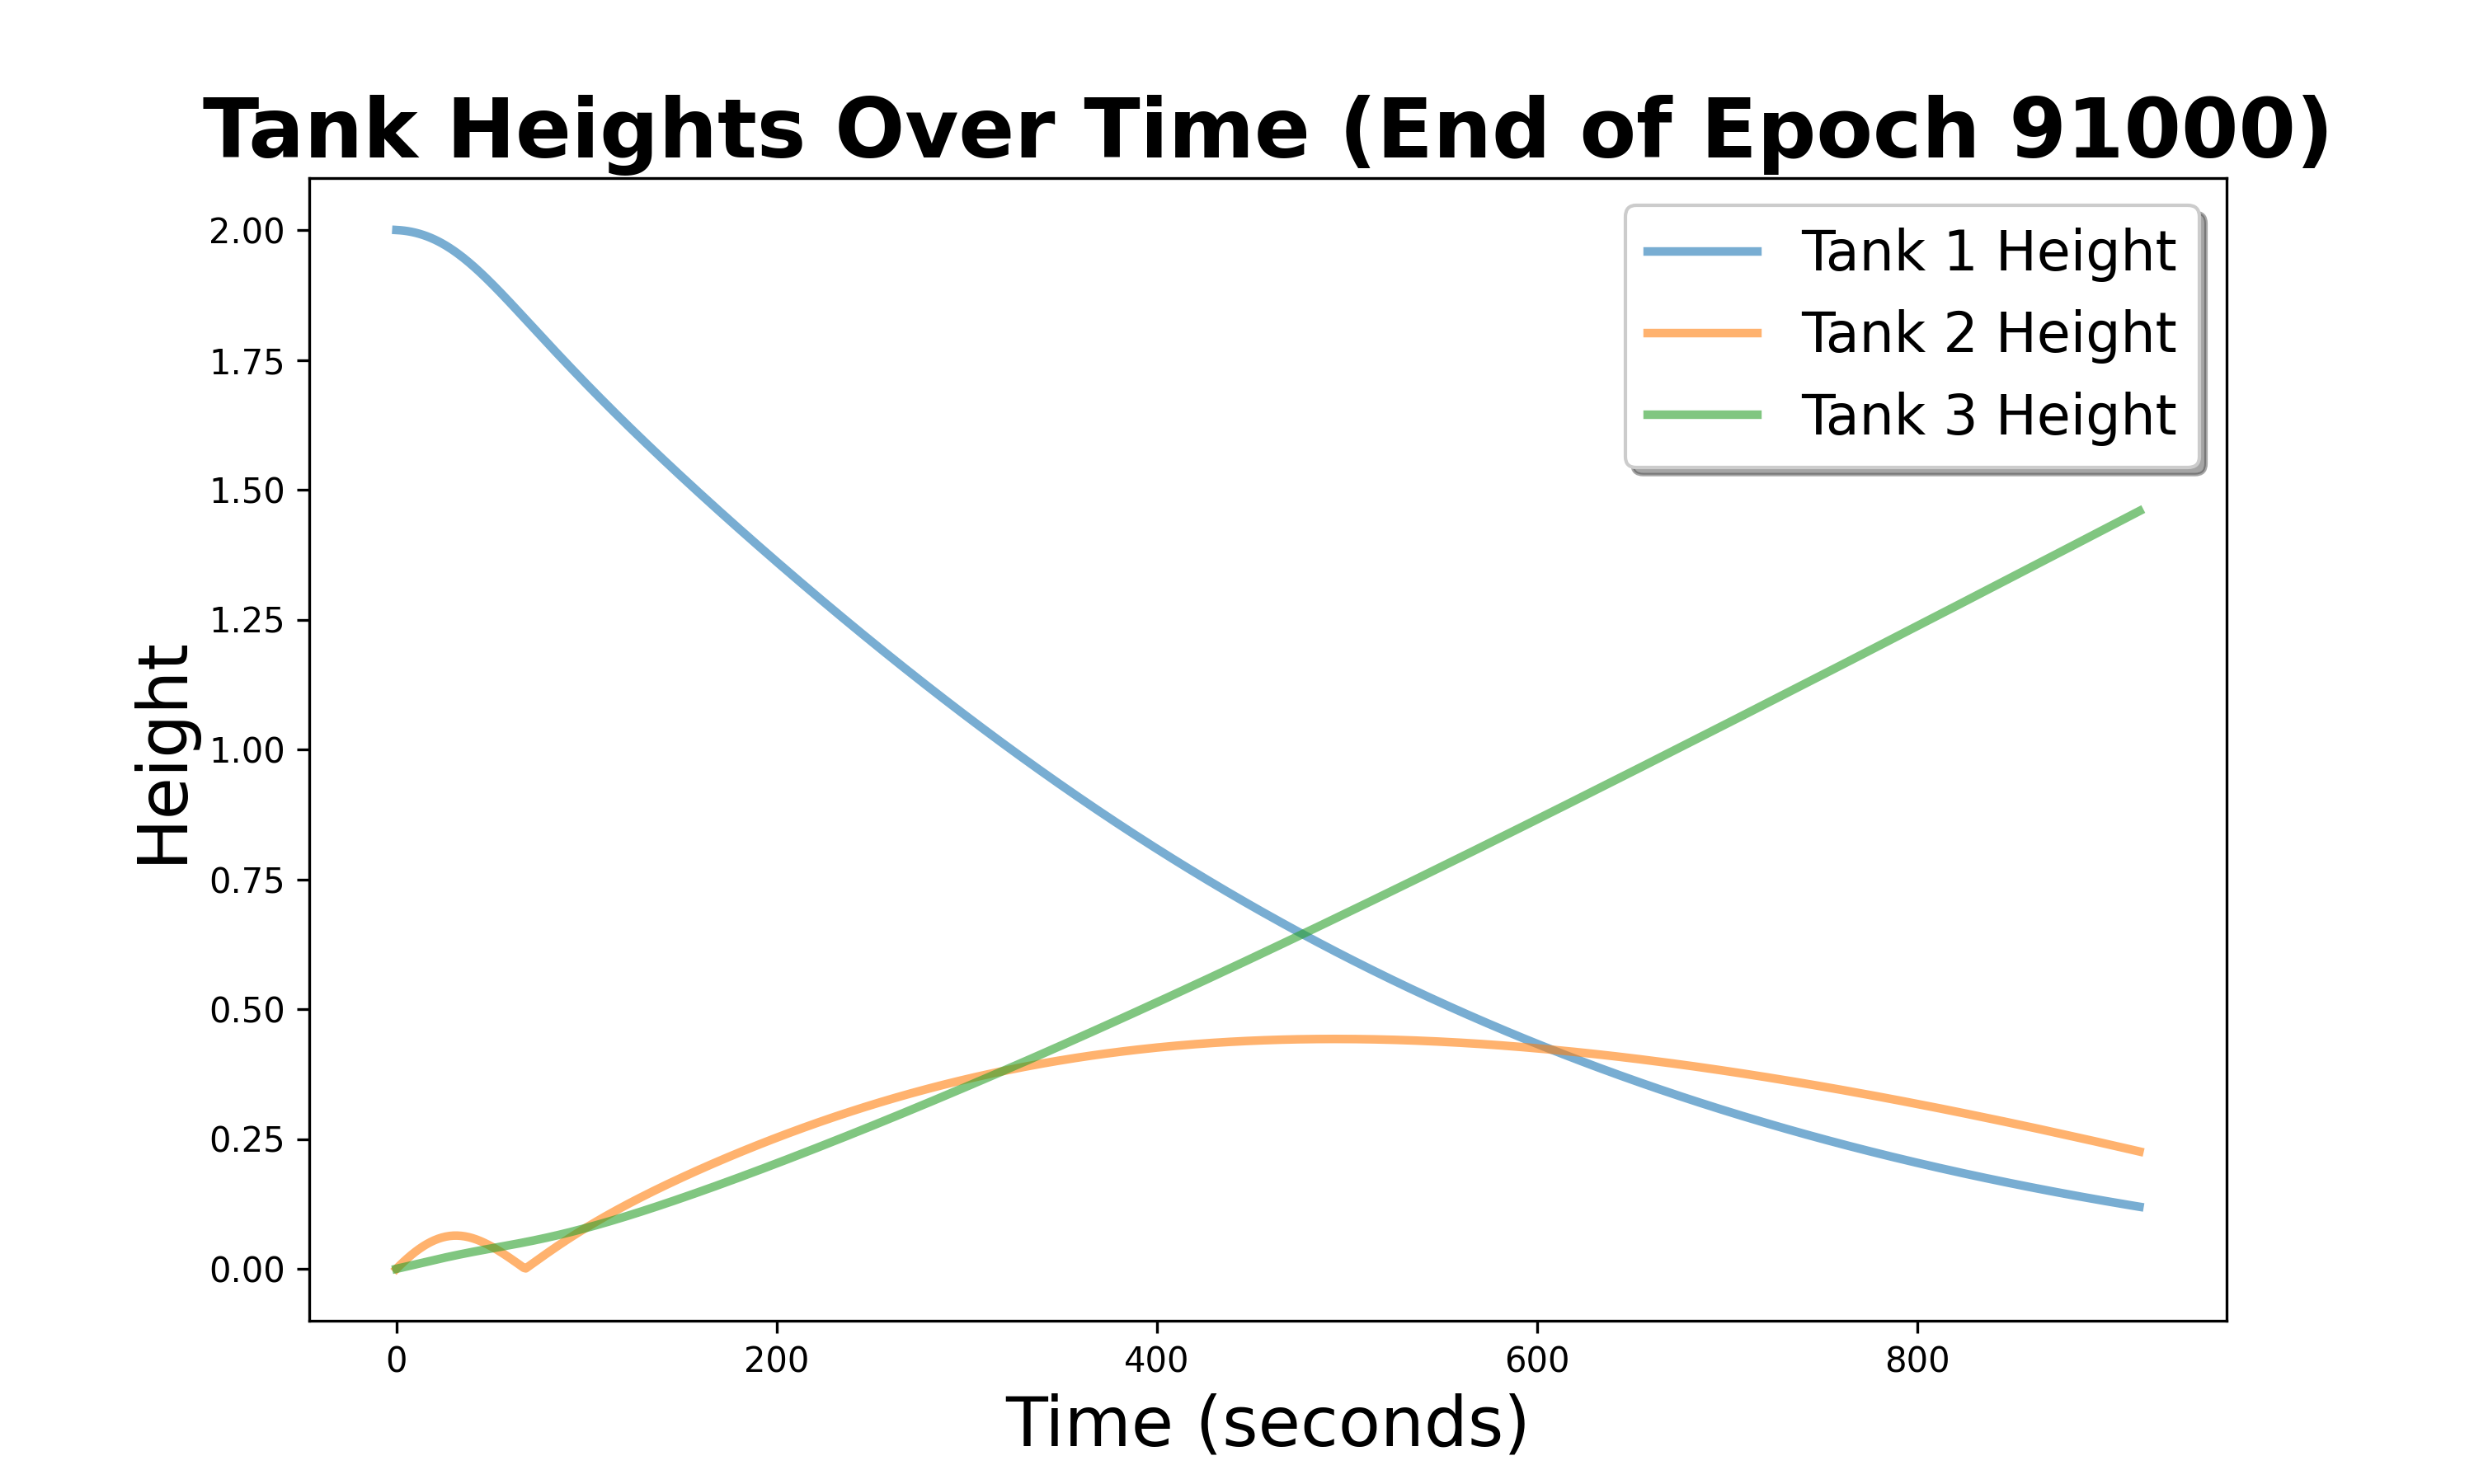 Tank Heights Over Time (End of Epoch 91000)
Tank 1 Height
Tank 2 Height
Tank 3 Height
Height
2.00
1.75
1.50
1.25
1.00
0.75
0.50
0.25
0.00
0 200 400 600 800
Time (seconds)